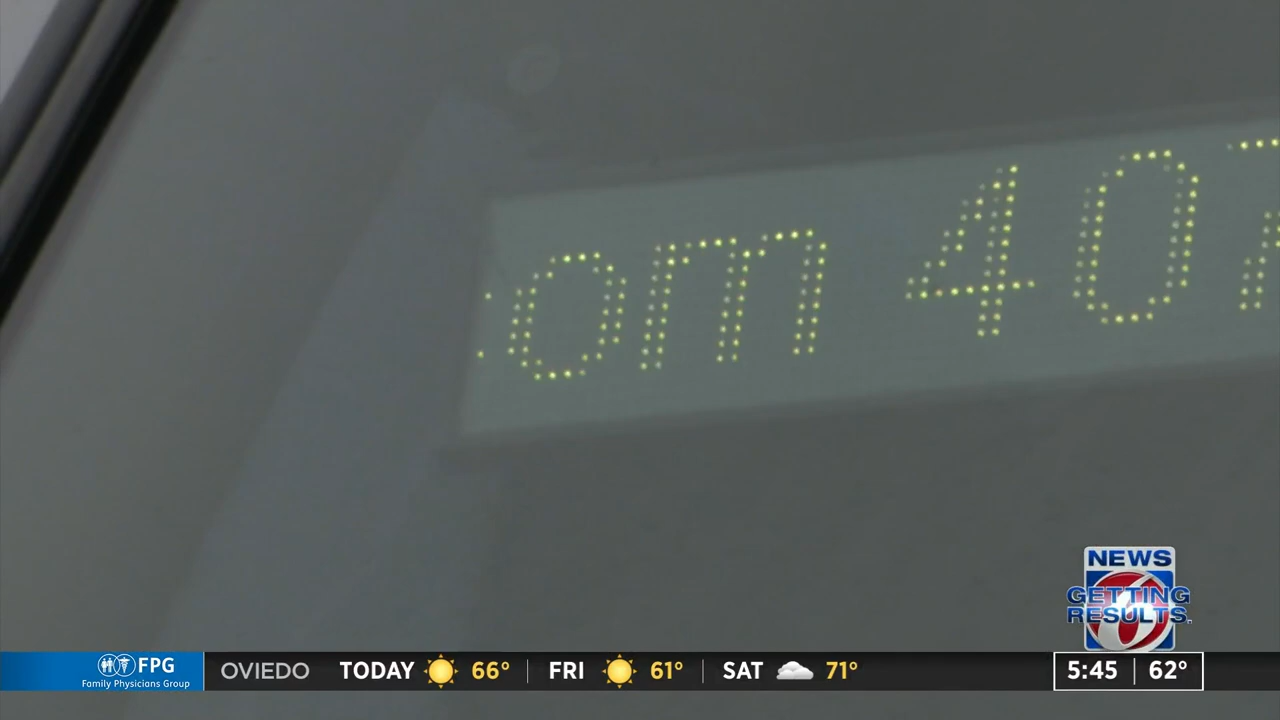 om 407
NEWS
6
GETTING
RESULTS.
FPG
Family Physicians Group
OVIEDO TODAY 66° FRI 61° SAT 71°
5:45 62°